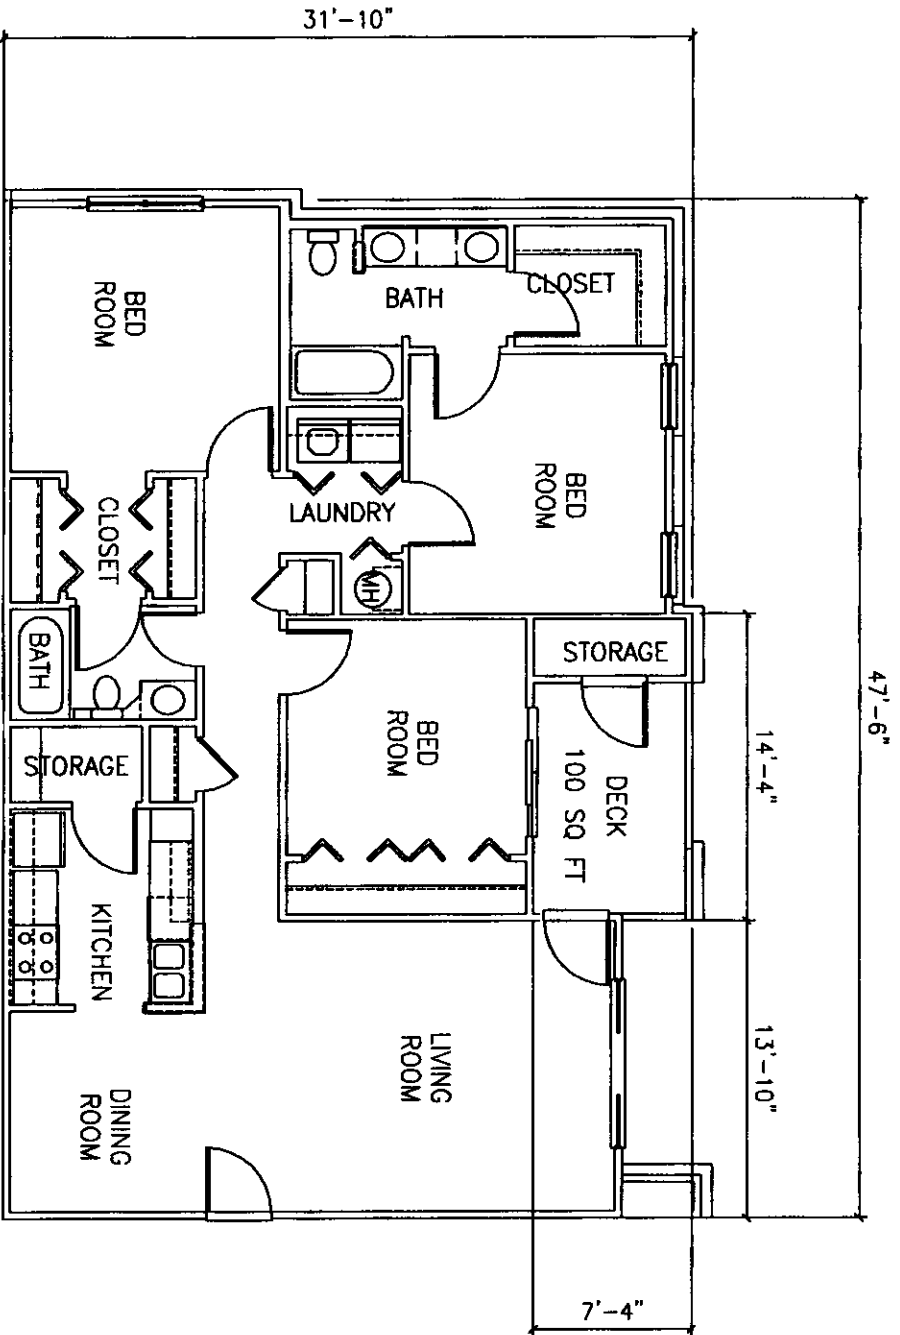 31'-10"
47'-6"
BED
ROOM
BATH
CLOSET
BED
ROOM
LAUNDRY
CLOSET
WH
BATH
STORAGE
BED
ROOM
STORAGE
DECK
100 SQ FT
14'-4"
KITCHEN
LIVING
ROOM
DINING
ROOM
13'-10"
7'-4"